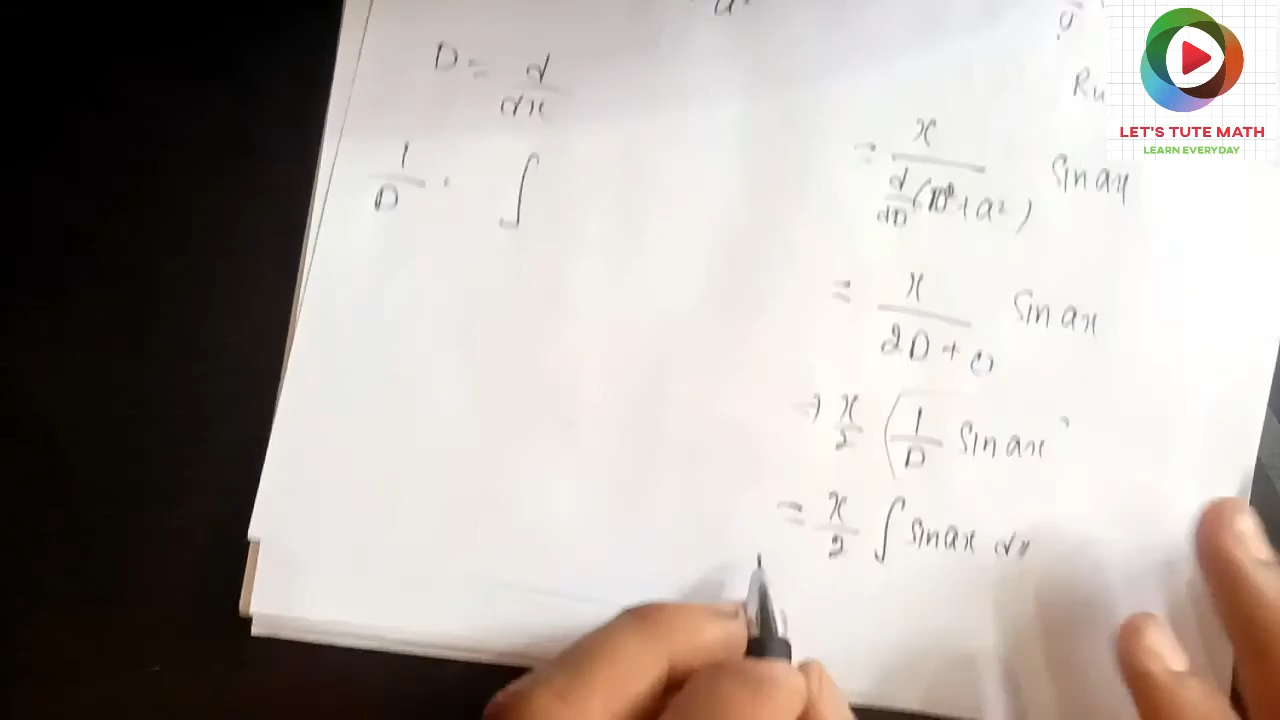 D = d/dx
1/D . ∫
= x / (d/dD (D² + a²)) Sin ax
= x / (2D + 0) Sin ax
→ x/2 (1/D Sin ax
= x/2 ∫ Sin ax dx
LET'S TUTE MATH
LEARN EVERYDAY